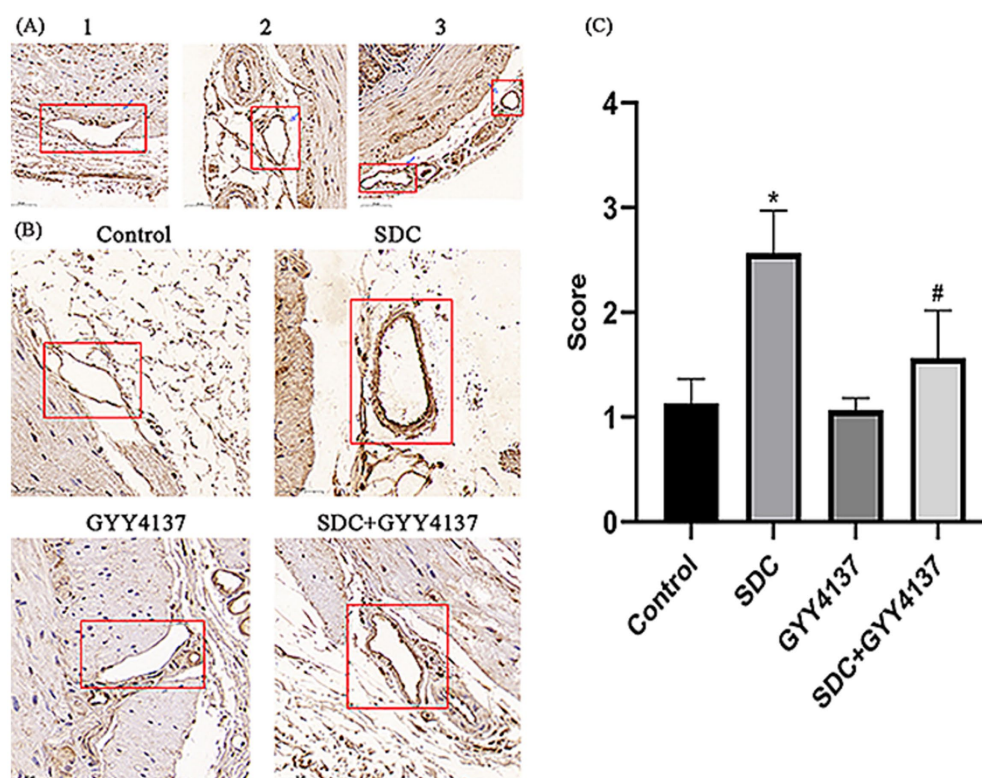 (A)
1 2 3
(B)
Control SDC
GYY4137 SDC+GYY4137
(C)
4
3
2
1
0
Score
*
#
Control
SDC
GYY4137
SDC+GYY4137